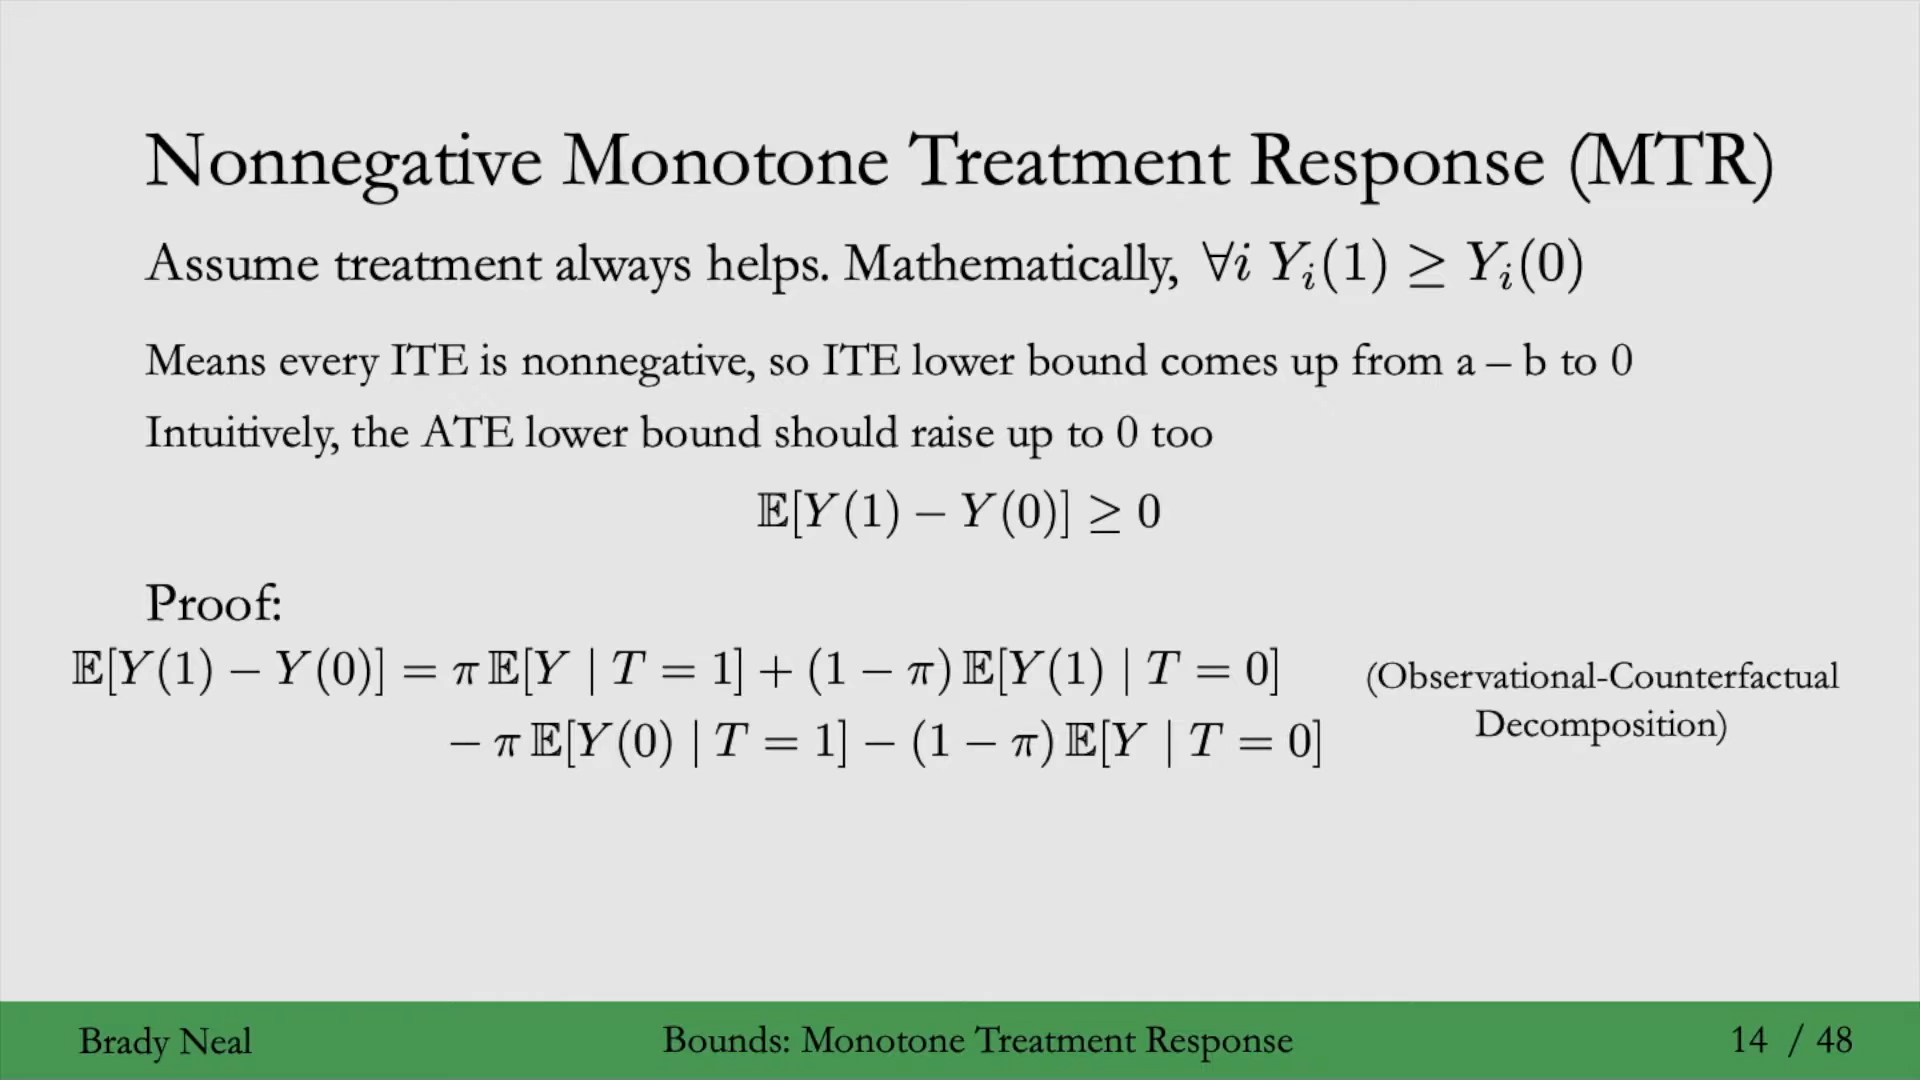 Nonnegative Monotone Treatment Response (MTR)
Assume treatment always helps. Mathematically, ∀i Yᵢ(1) ≥ Yᵢ(0)
Means every ITE is nonnegative, so ITE lower bound comes up from a – b to 0
Intuitively, the ATE lower bound should raise up to 0 too
𝔼[Y(1) − Y(0)] ≥ 0
Proof:
𝔼[Y(1) − Y(0)] = π 𝔼[Y | T = 1] + (1 − π) 𝔼[Y(1) | T = 0]
− π 𝔼[Y(0) | T = 1] − (1 − π) 𝔼[Y | T = 0]
(Observational-Counterfactual
Decomposition)
Brady Neal
Bounds: Monotone Treatment Response
14 / 48